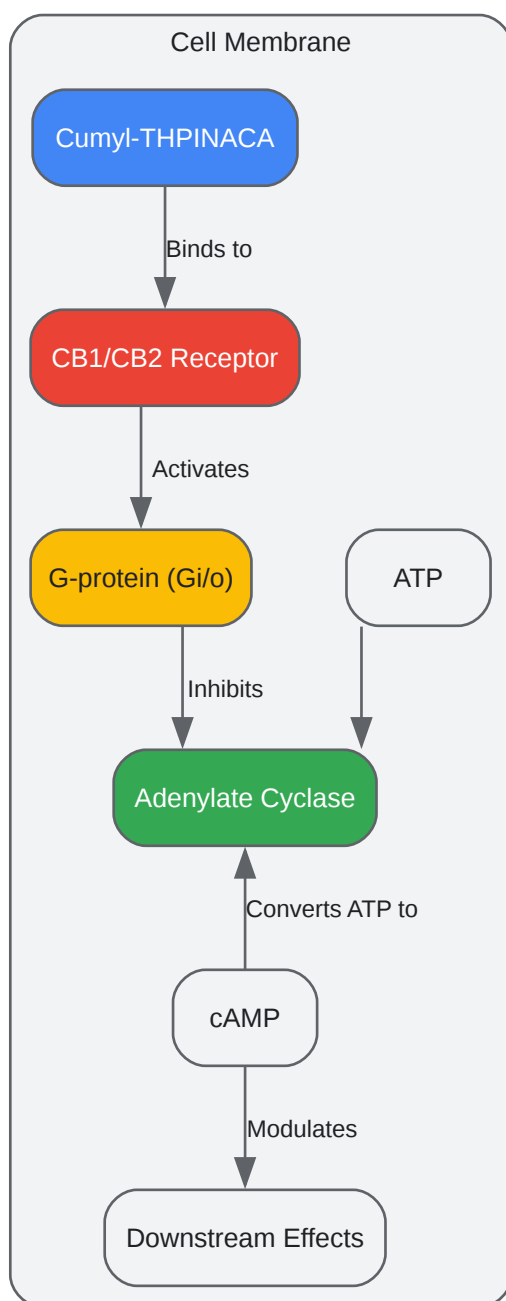 Cell Membrane
Cumyl-THPINACA
Binds to
CB1/CB2 Receptor
Activates
G-protein (Gi/o)
ATP
Inhibits
Adenylate Cyclase
Converts ATP to
cAMP
Modulates
Downstream Effects